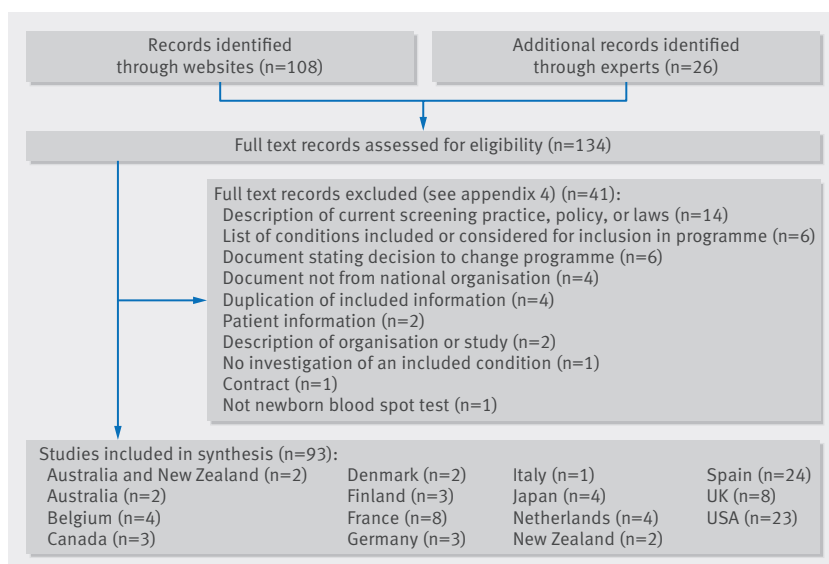 Records identified
through websites (n=108)
Additional records identified
through experts (n=26)
Full text records assessed for eligibility (n=134)
Full text records excluded (see appendix 4) (n=41):
Description of current screening practice, policy, or laws (n=14)
List of conditions included or considered for inclusion in programme (n=6)
Document stating decision to change programme (n=6)
Document not from national organisation (n=4)
Duplication of included information (n=4)
Patient information (n=2)
Description of organisation or study (n=2)
No investigation of an included condition (n=1)
Contract (n=1)
Not newborn blood spot test (n=1)
Studies included in synthesis (n=93):
Australia and New Zealand (n=2)
Australia (n=2)
Belgium (n=4)
Canada (n=3)
Denmark (n=2)
Finland (n=3)
France (n=8)
Germany (n=3)
Italy (n=1)
Japan (n=4)
Netherlands (n=4)
New Zealand (n=2)
Spain (n=24)
UK (n=8)
USA (n=23)